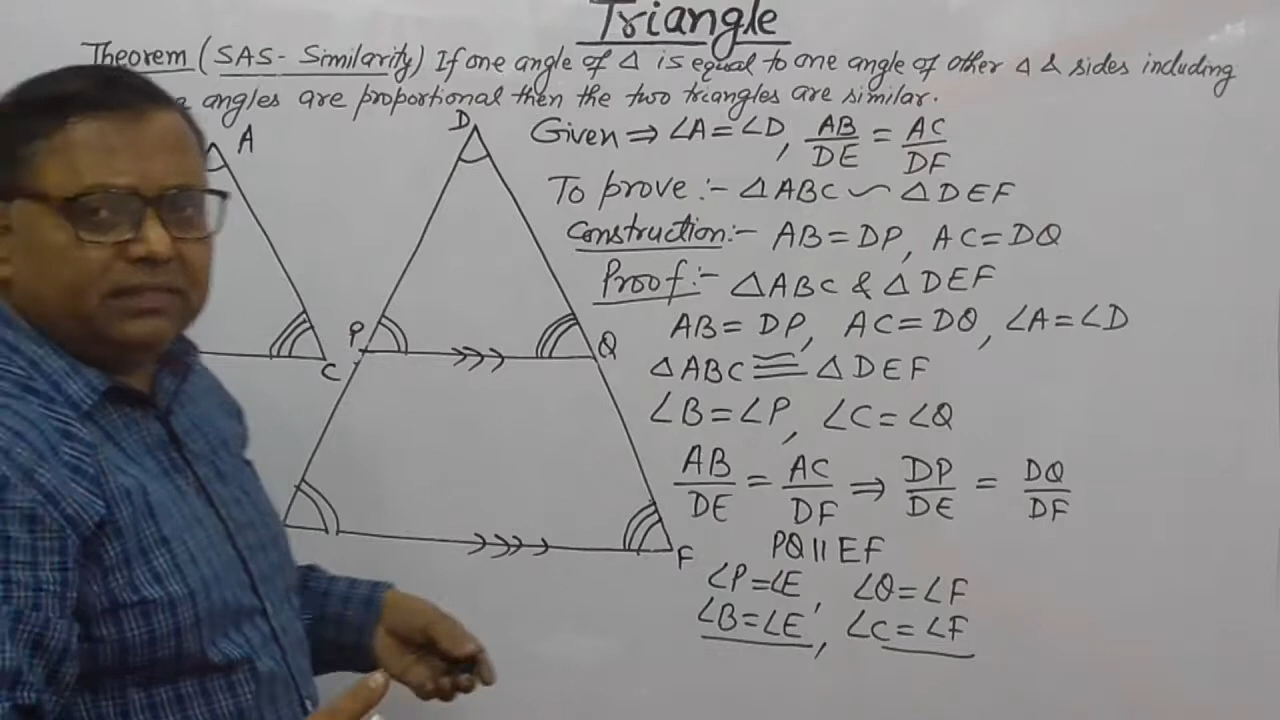 Triangle
Theorem (SAS- Similarity) If one angle of Δ is equal to one angle of other Δ & sides including
angles are proportional then the two triangles are similar.
Given ⇒ ∠A = ∠D, AB/DE = AC/DF
To prove :- ΔABC ∽ ΔDEF
Construction:- AB = DP, AC = DQ
Proof:- ΔABC & ΔDEF
AB = DP, AC = DQ, ∠A = ∠D
ΔABC ≅ ΔDEF
∠B = ∠P, ∠C = ∠Q
AB/DE = AC/DF ⇒ DP/DE = DQ/DF
PQ || EF
∠P = ∠E, ∠Q = ∠F
∠B = ∠E, ∠C = ∠F
A
C
D
P
Q
F